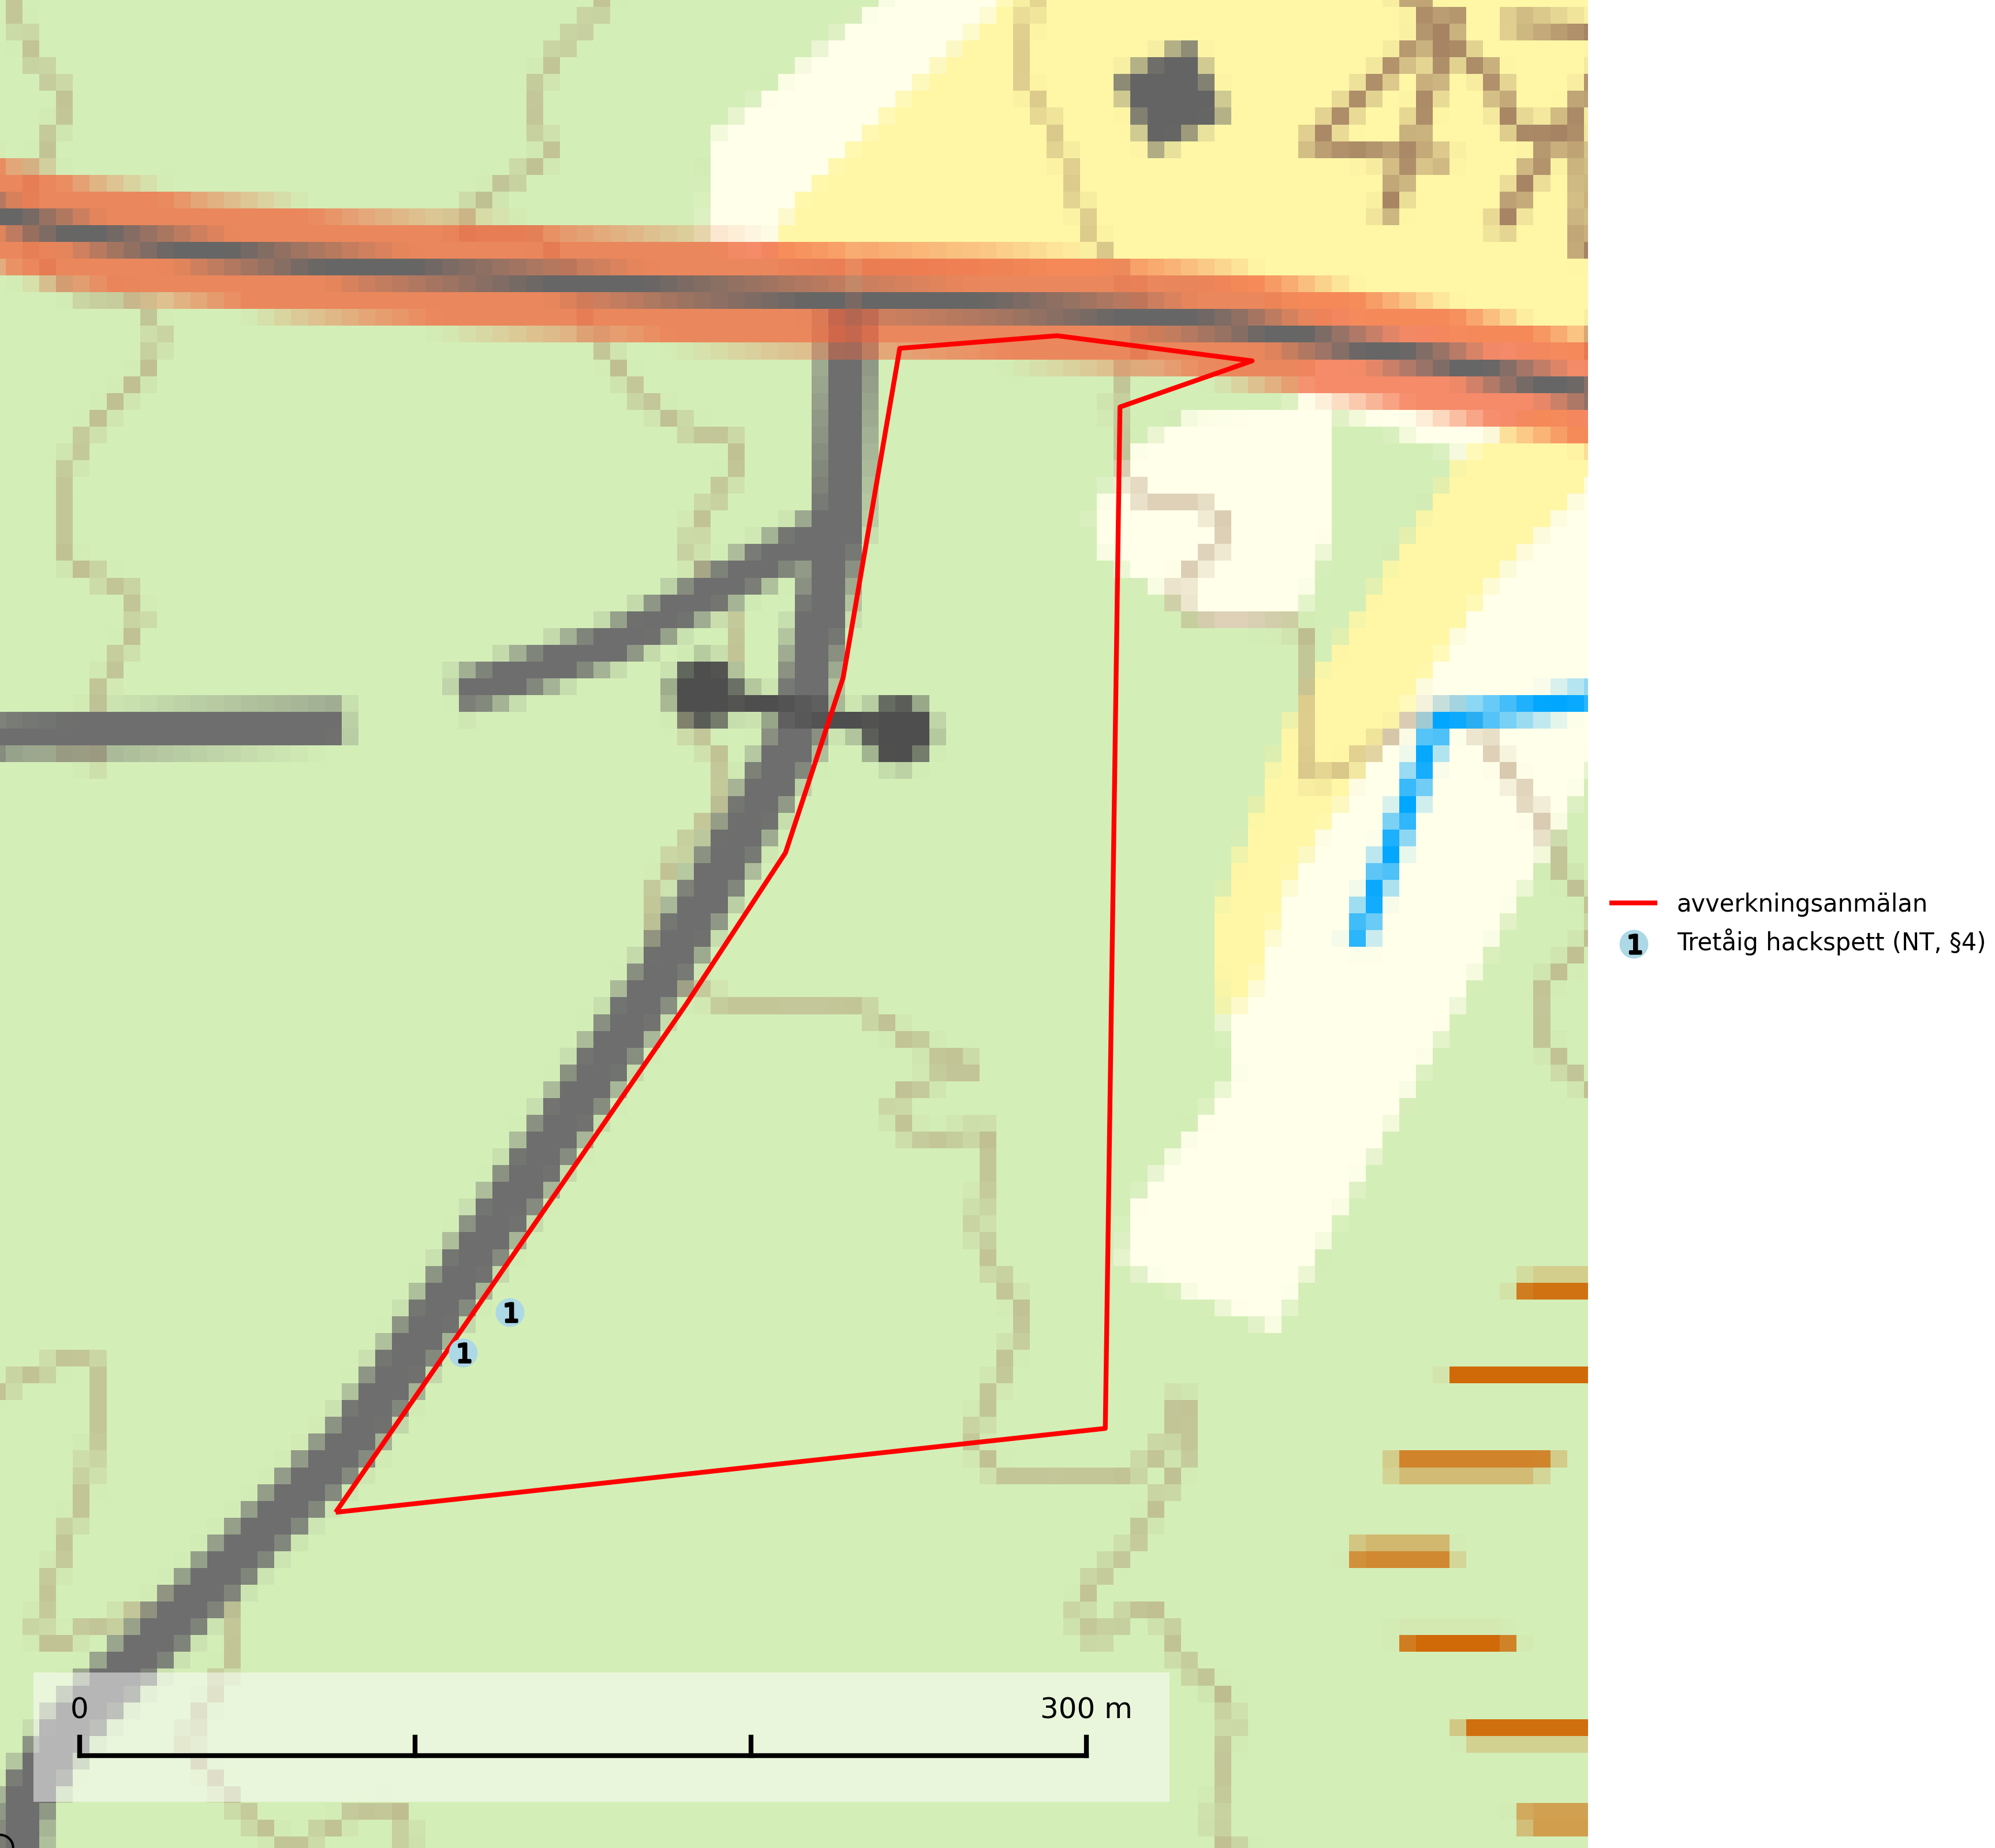 avverkningsanmälan
1 Tretåig hackspett (NT, §4)
1
1
0 300 m